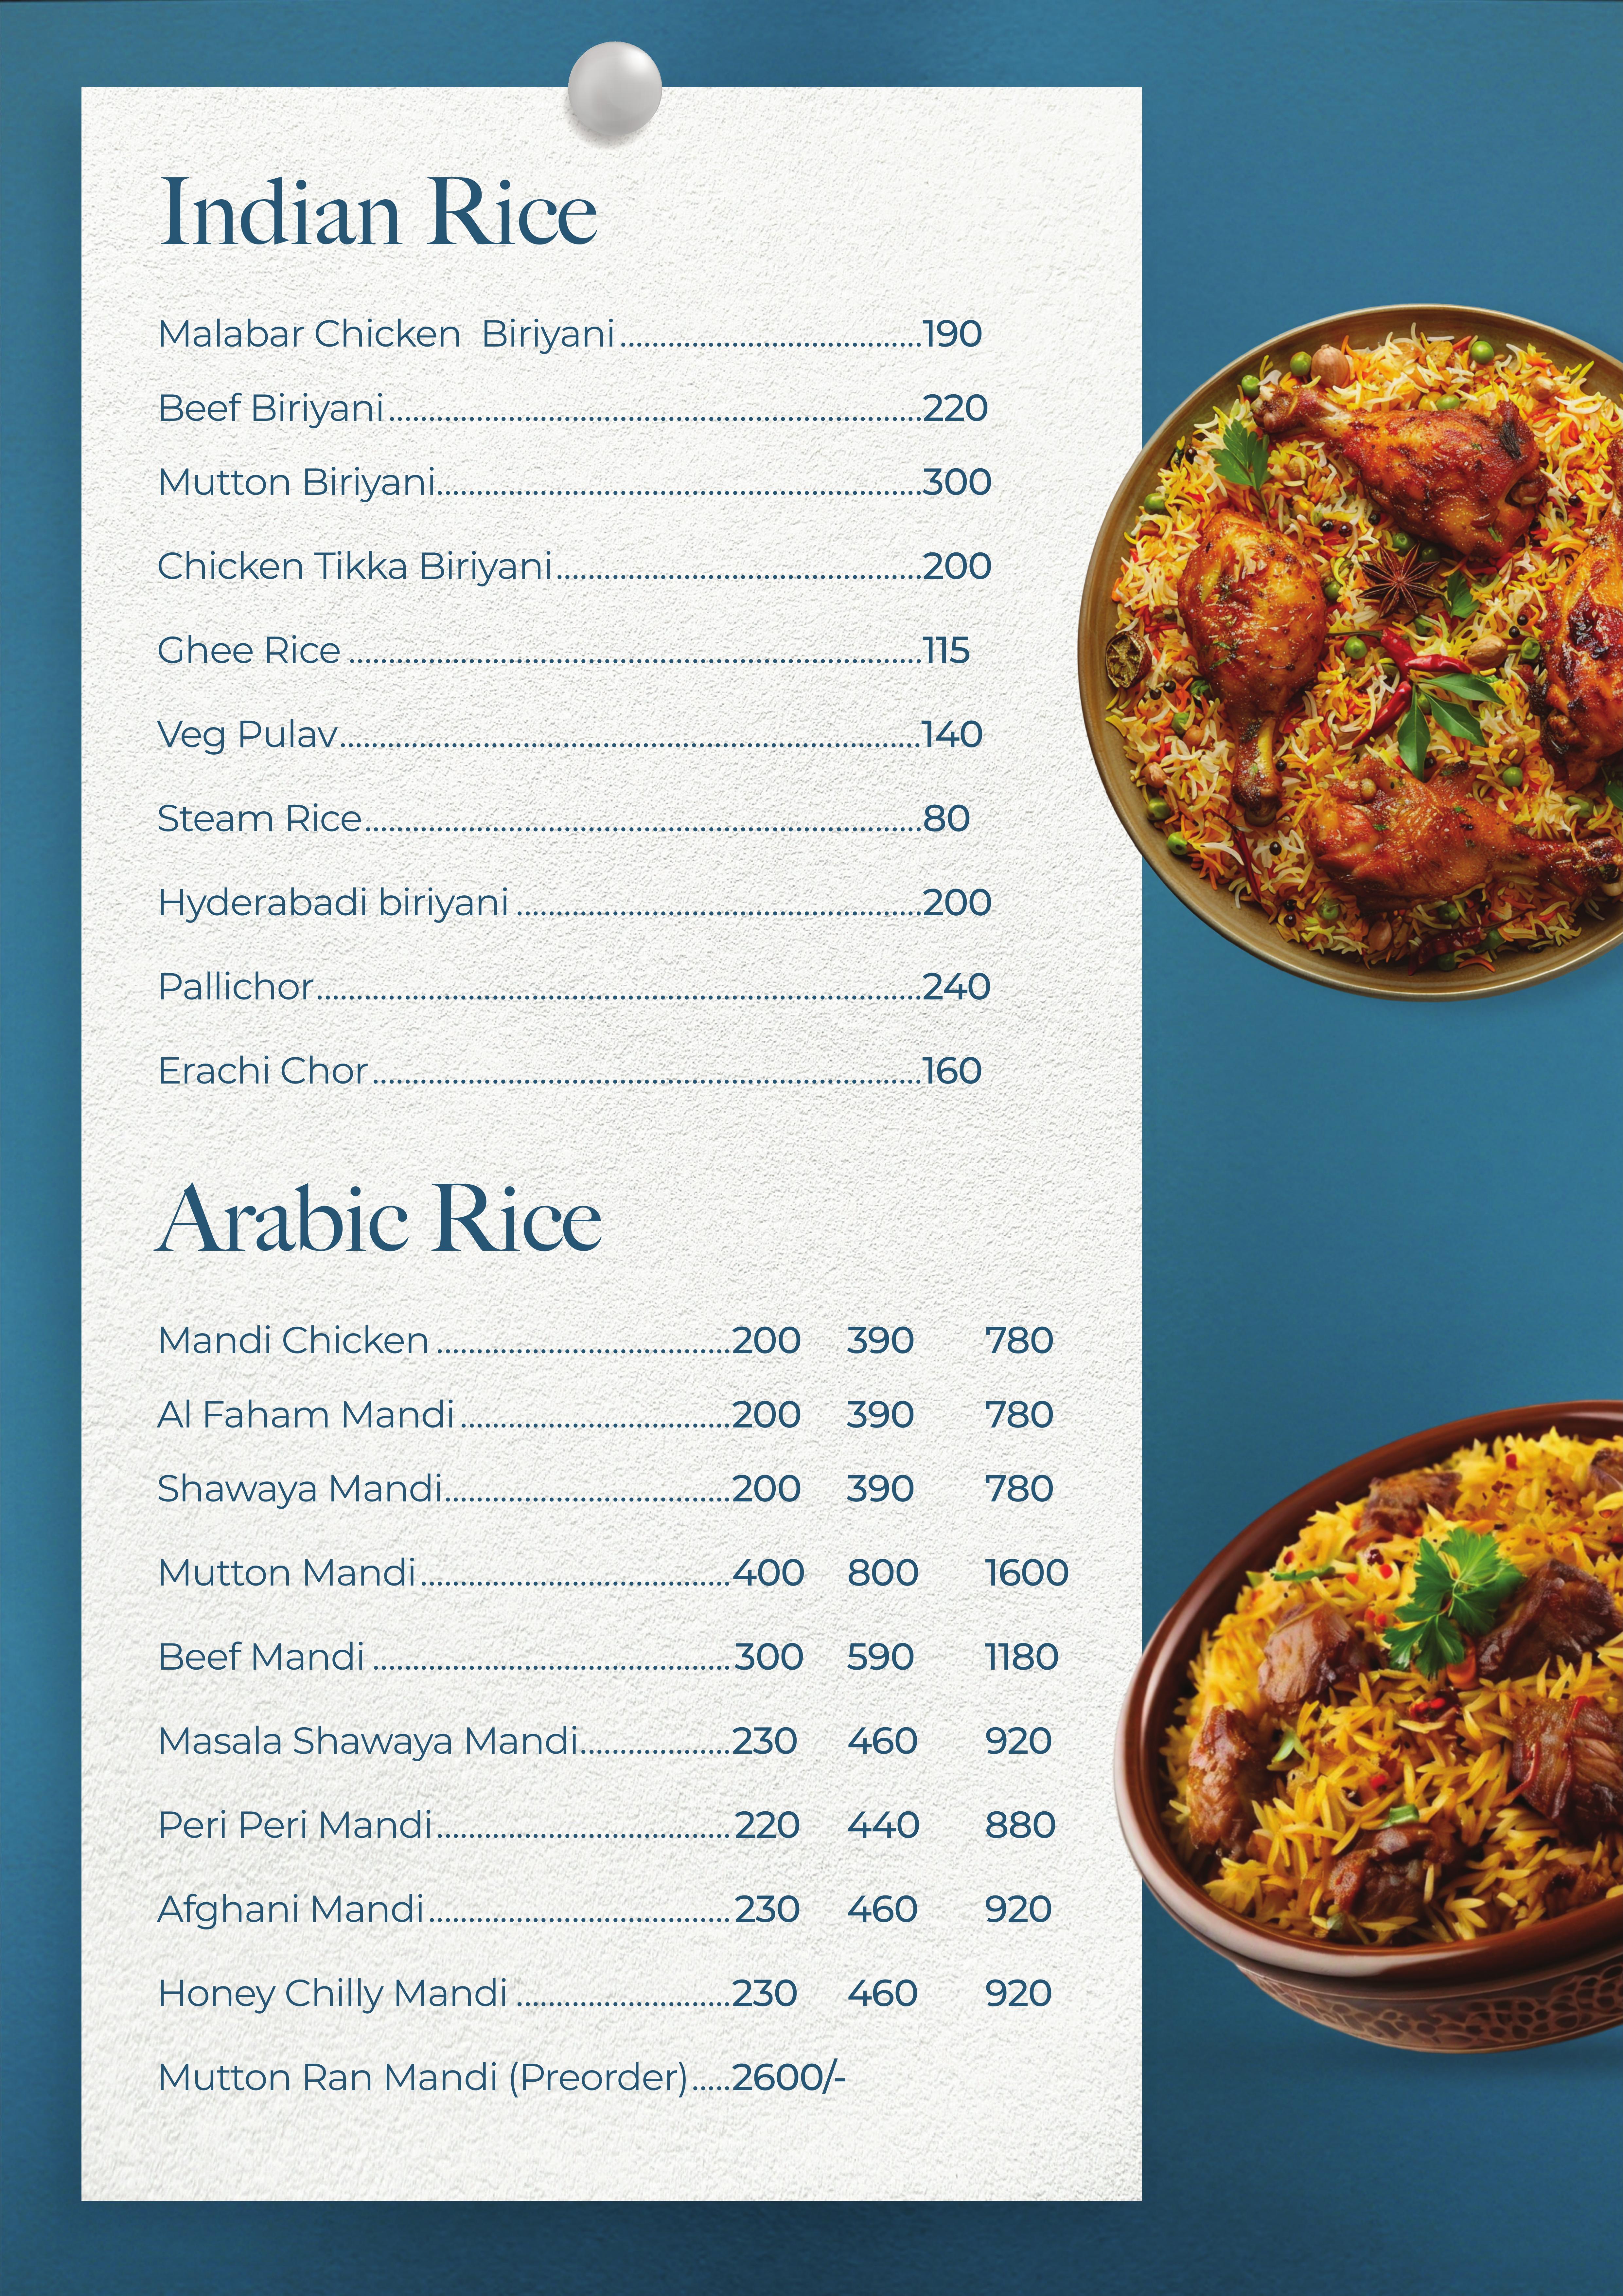 Indian Rice
Malabar Chicken Biriyani......................................190
Beef Biriyani....................................................................220
Mutton Biriyani..............................................................300
Chicken Tikka Biriyani...............................................200
Ghee Rice .........................................................................115
Veg Pulav..........................................................................140
Steam Rice.......................................................................80
Hyderabadi biriyani ....................................................200
Pallichor.............................................................................240
Erachi Chor......................................................................160
Arabic Rice
Mandi Chicken .....................................200 390 780
Al Faham Mandi..................................200 390 780
Shawaya Mandi....................................200 390 780
Mutton Mandi.......................................400 800 1600
Beef Mandi .............................................300 590 1180
Masala Shawaya Mandi...................230 460 920
Peri Peri Mandi.....................................220 440 880
Afghani Mandi......................................230 460 920
Honey Chilly Mandi ...........................230 460 920
Mutton Ran Mandi (Preorder).....2600/-